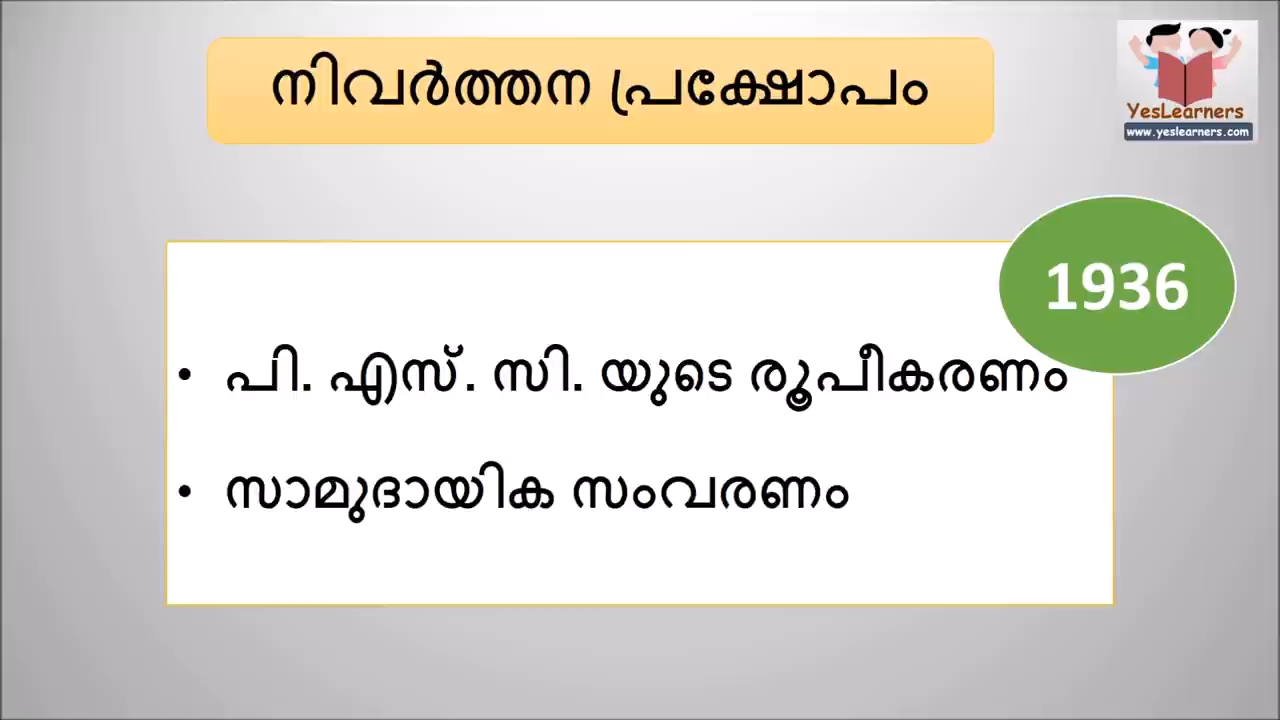 നിവർത്തന പ്രക്ഷോപം
YesLearners
www.yeslearners.com
1936
• പി. എസ്. സി. യുടെ രൂപീകരണം
• സാമുദായിക സംവരണം